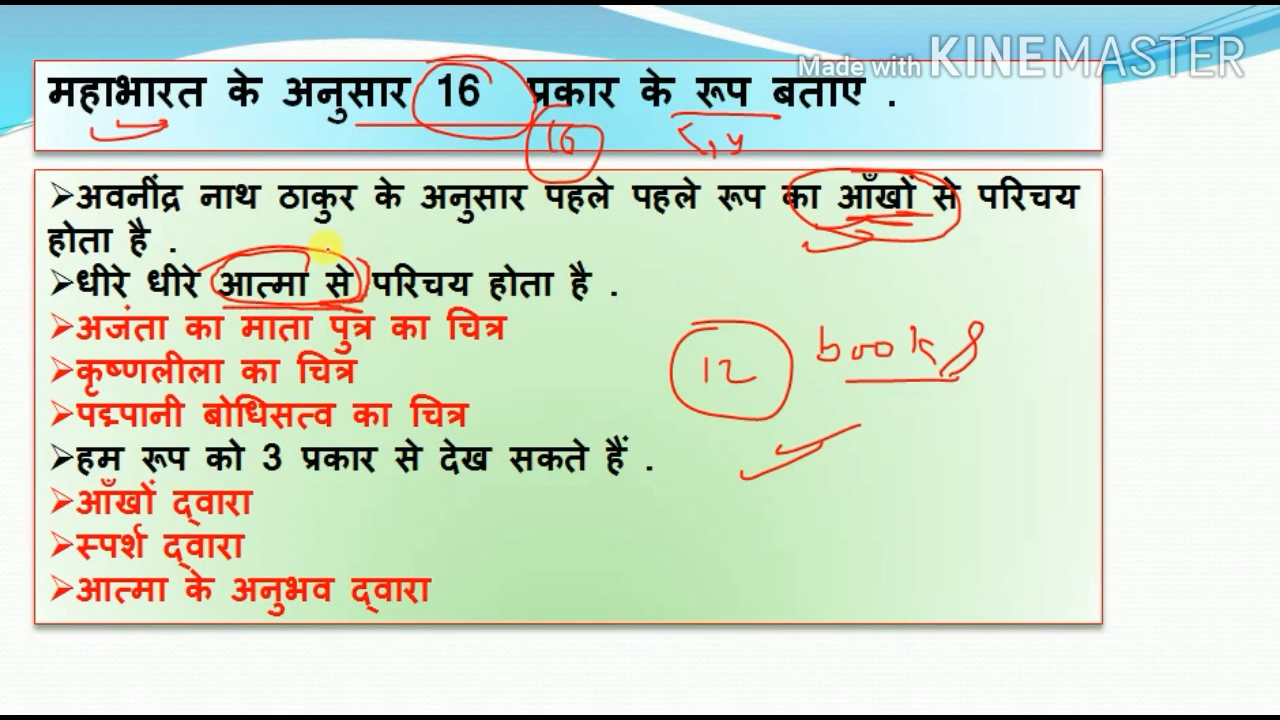 Made with KINEMASTER
महाभारत के अनुसार 16 प्रकार के रूप बताए .
16
➢अवनींद्र नाथ ठाकुर के अनुसार पहले पहले रूप का आँखों से परिचय
होता है .
➢धीरे धीरे आत्मा से परिचय होता है .
➢अजंता का माता पुत्र का चित्र
➢कृष्णलीला का चित्र
➢पद्मपानी बोधिसत्व का चित्र
12 books
➢हम रूप को 3 प्रकार से देख सकते हैं .
➢आँखों द्वारा
➢स्पर्श द्वारा
➢आत्मा के अनुभव द्वारा